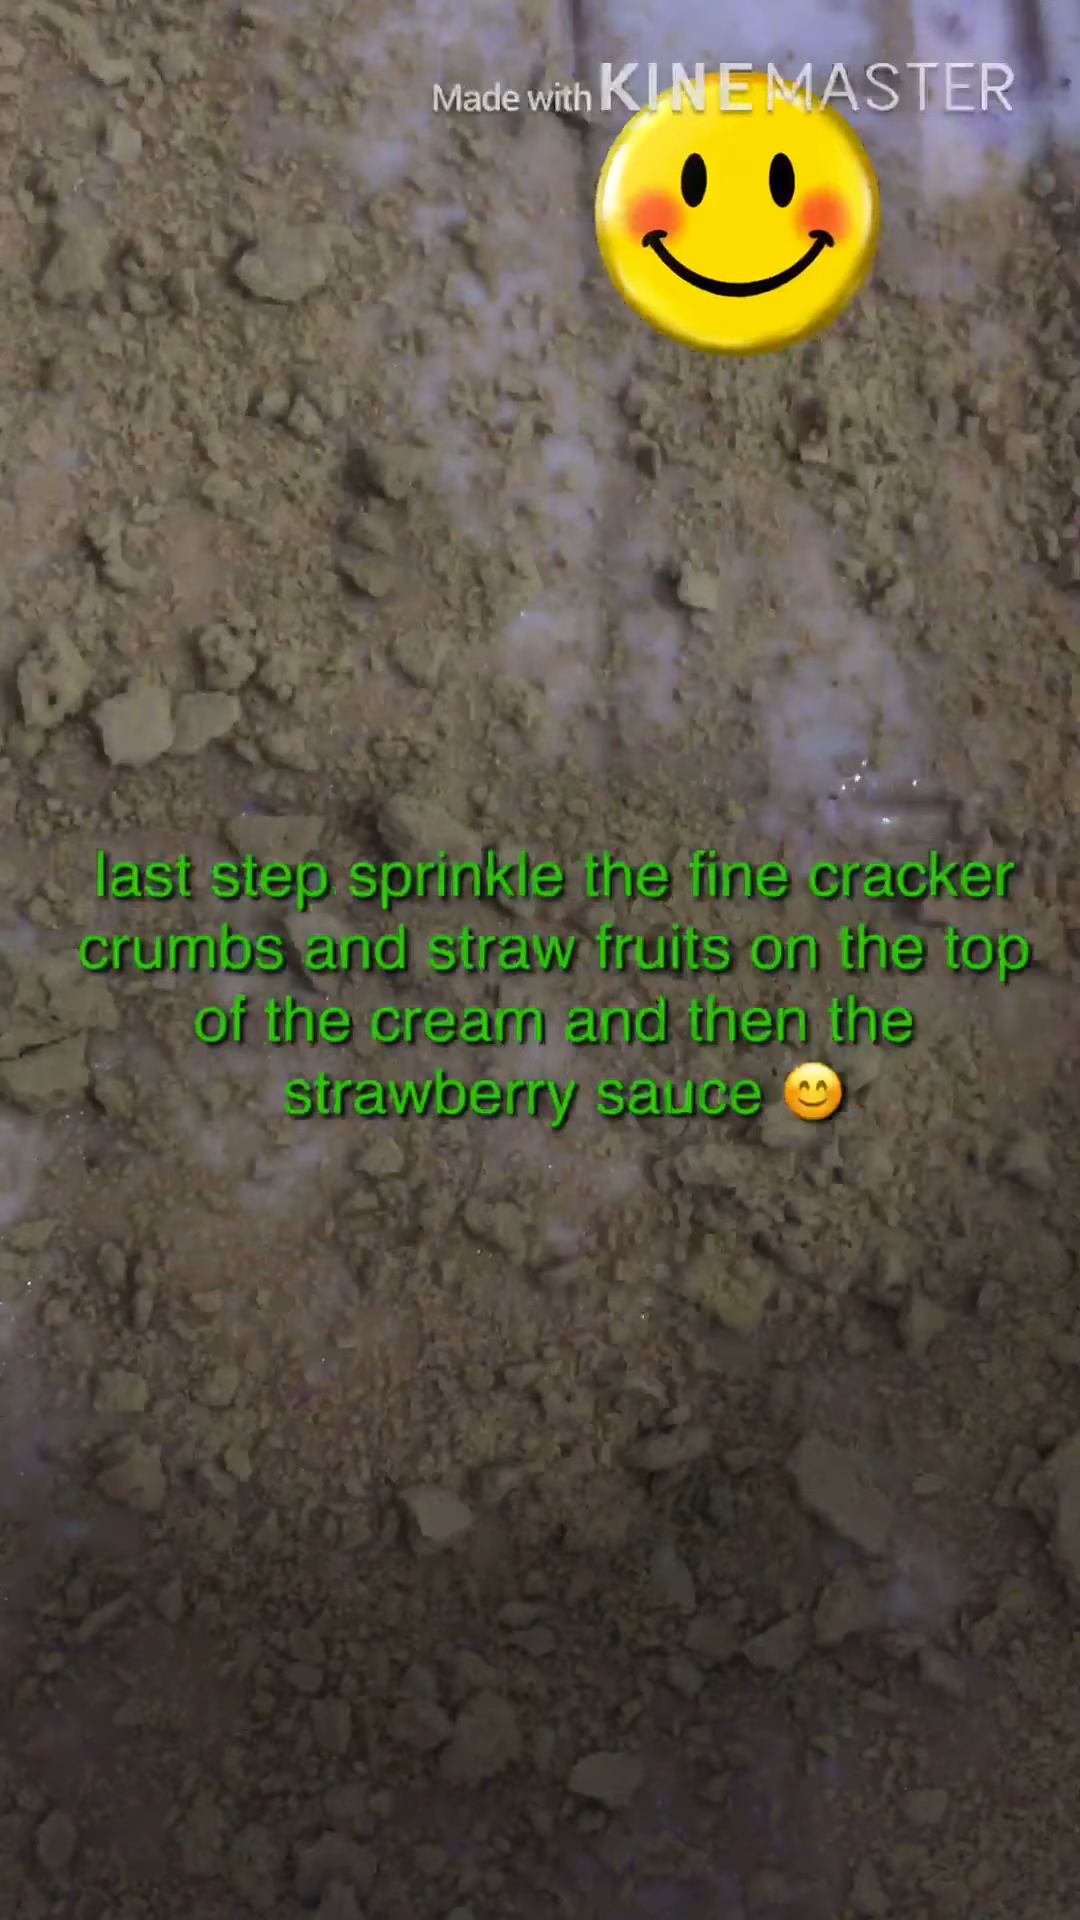 Made with KINEMASTER
last step sprinkle the fine cracker
crumbs and straw fruits on the top
of the cream and then the
strawberry sauce 😊